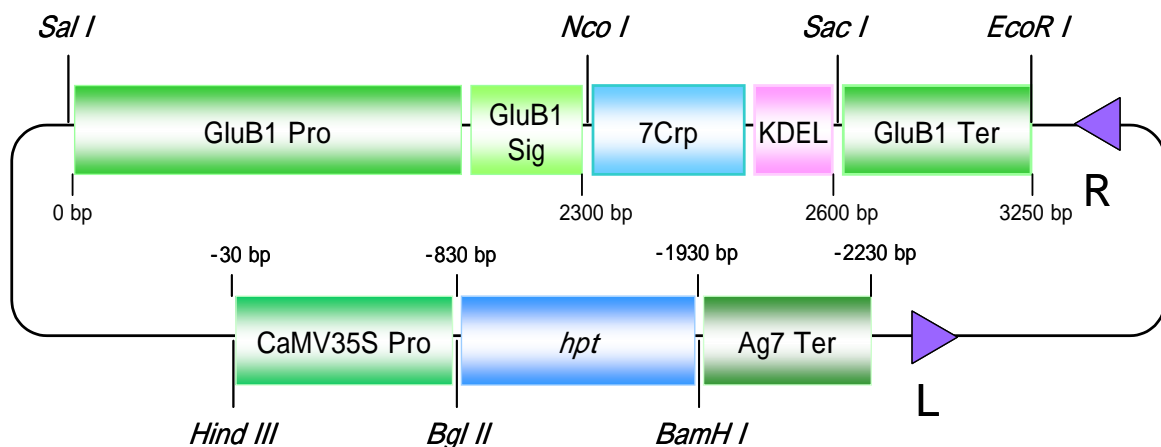 Sal I Nco I Sac I EcoR I
GluB1 Pro
GluB1
Sig
7Crp
KDEL
GluB1 Ter
0 bp 2300 bp 2600 bp 3250 bp
R
-30 bp -830 bp -1930 bp -2230 bp
CaMV35S Pro
hpt
Ag7 Ter
L
Hind III Bgl II BamH I